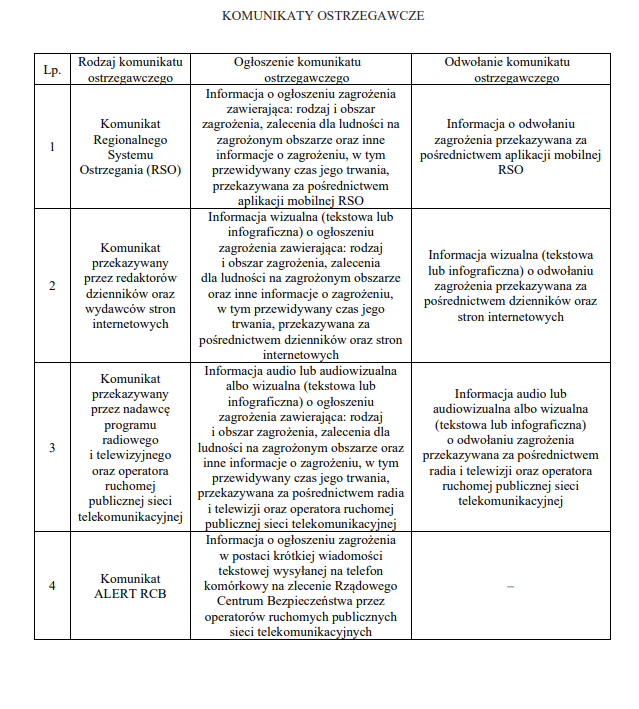 KOMUNIKATY OSTRZEGAWCZE
Lp.
Rodzaj komunikatu
ostrzegawczego
Ogłoszenie komunikatu
ostrzegawczego
Odwołanie komunikatu
ostrzegawczego
1
Komunikat
Regionalnego
Systemu
Ostrzegania (RSO)
Informacja o ogłoszeniu zagrożenia
zawierająca: rodzaj i obszar
zagrożenia, zalecenia dla ludności na
zagrożonym obszarze oraz inne
informacje o zagrożeniu, w tym
przewidywany czas jego trwania,
przekazywana za pośrednictwem
aplikacji mobilnej RSO
Informacja o odwołaniu
zagrożenia przekazywana za
pośrednictwem aplikacji mobilnej
RSO
2
Komunikat
przekazywany
przez redaktorów
dzienników oraz
wydawców stron
internetowych
Informacja wizualna (tekstowa lub
infograficzna) o ogłoszeniu
zagrożenia zawierająca: rodzaj
i obszar zagrożenia, zalecenia
dla ludności na zagrożonym obszarze
oraz inne informacje o zagrożeniu,
w tym przewidywany czas jego
trwania, przekazywana za
pośrednictwem dzienników oraz stron
internetowych
Informacja wizualna (tekstowa
lub infograficzna) o odwołaniu
zagrożenia przekazywana za
pośrednictwem dzienników oraz
stron internetowych
3
Komunikat
przekazywany
przez nadawcę
programu
radiowego
i telewizyjnego
oraz operatora
ruchomej
publicznej sieci
telekomunikacyjnej
Informacja audio lub audiowizualna
albo wizualna (tekstowa lub
infograficzna) o ogłoszeniu
zagrożenia zawierająca: rodzaj
i obszar zagrożenia, zalecenia dla
ludności na zagrożonym obszarze oraz
inne informacje o zagrożeniu, w tym
przewidywany czas jego trwania,
przekazywana za pośrednictwem radia
i telewizji oraz operatora ruchomej
publicznej sieci telekomunikacyjnej
Informacja audio lub
audiowizualna albo wizualna
(tekstowa lub infograficzna)
o odwołaniu zagrożenia
przekazywana za pośrednictwem
radia i telewizji oraz operatora
ruchomej publicznej sieci
telekomunikacyjnej
4
Komunikat
ALERT RCB
Informacja o ogłoszeniu zagrożenia
w postaci krótkiej wiadomości
tekstowej wysyłanej na telefon
komórkowy na zlecenie Rządowego
Centrum Bezpieczeństwa przez
operatorów ruchomych publicznych
sieci telekomunikacyjnych
–